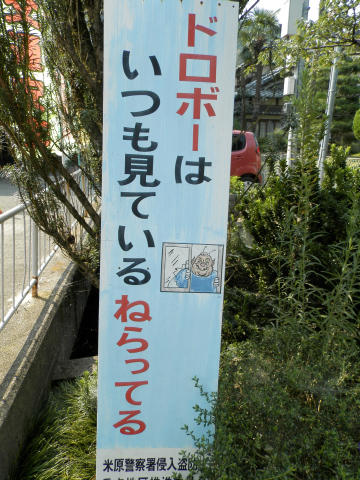 ドロボーは
いつも見ている
ねらってる
米原警察署侵入盗